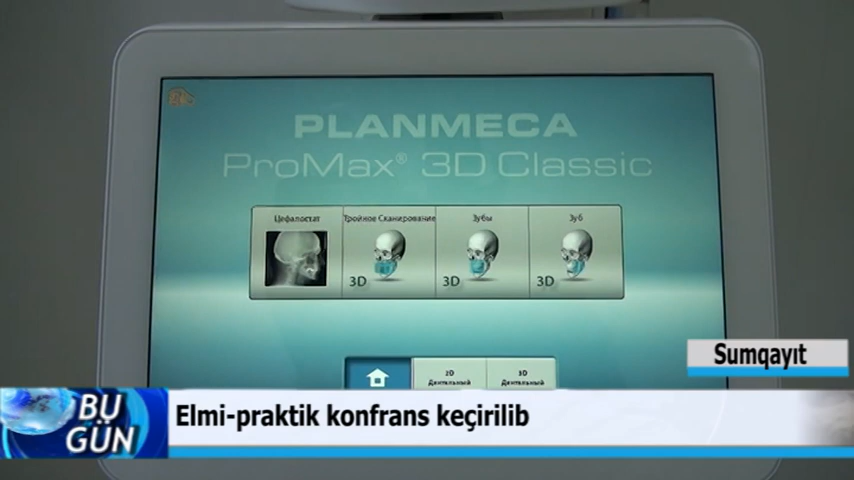 PLANMECA
ProMax® 3D Classic
Цефалостат
Тройное Сканирование
3D
Зубы
3D
Зуб
3D
2D
Дентальный
3D
Дентальный
Sumqayıt
BU GÜN
Elmi-praktik konfrans keçirilib